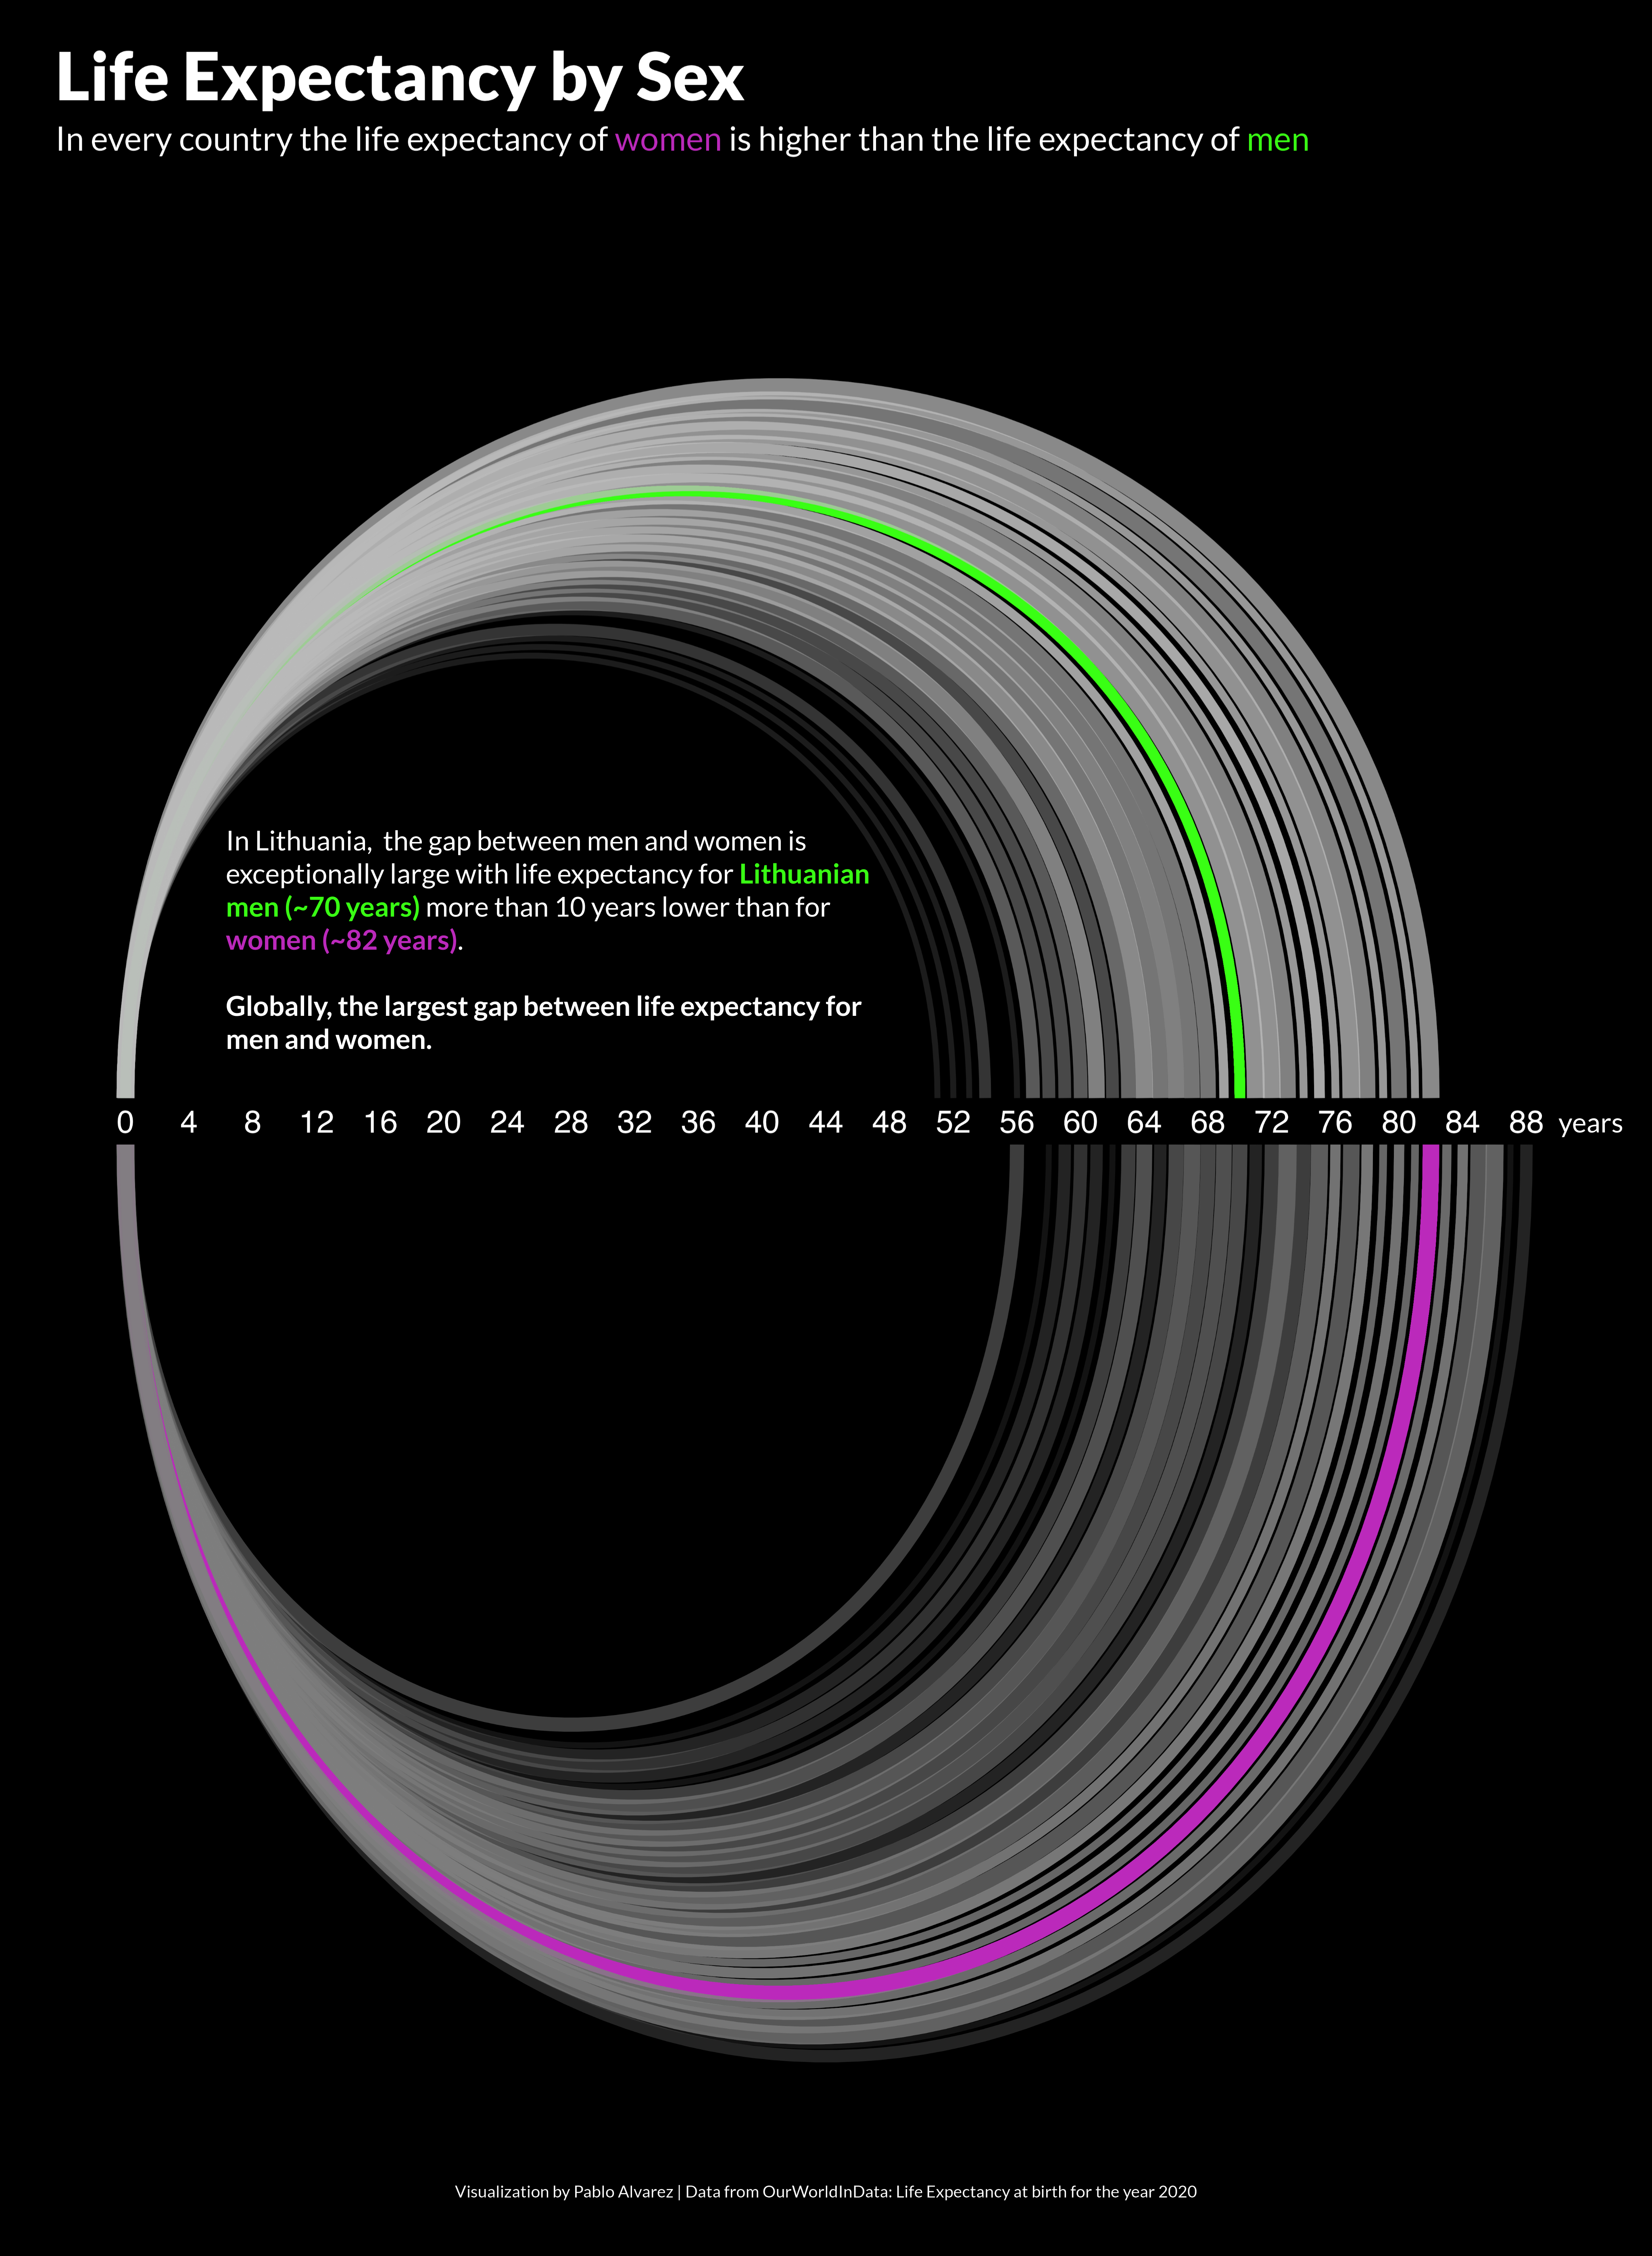 Life Expectancy by Sex
In every country the life expectancy of women is higher than the life expectancy of men
In Lithuania,  the gap between men and women is
exceptionally large with life expectancy for Lithuanian
men (~70 years) more than 10 years lower than for
women (~82 years).
Globally, the largest gap between life expectancy for
men and women.
0 4 8 12 16 20 24 28 32 36 40 44 48 52 56 60 64 68 72 76 80 84 88 years
Visualization by Pablo Alvarez | Data from OurWorldInData: Life Expectancy at birth for the year 2020